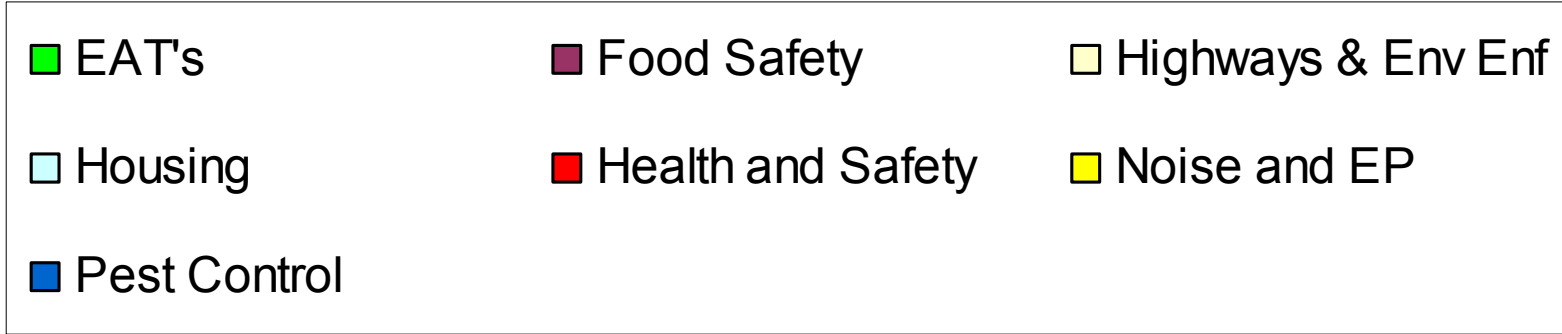 EAT's Food Safety Highways & Env Enf
Housing Health and Safety Noise and EP
Pest Control